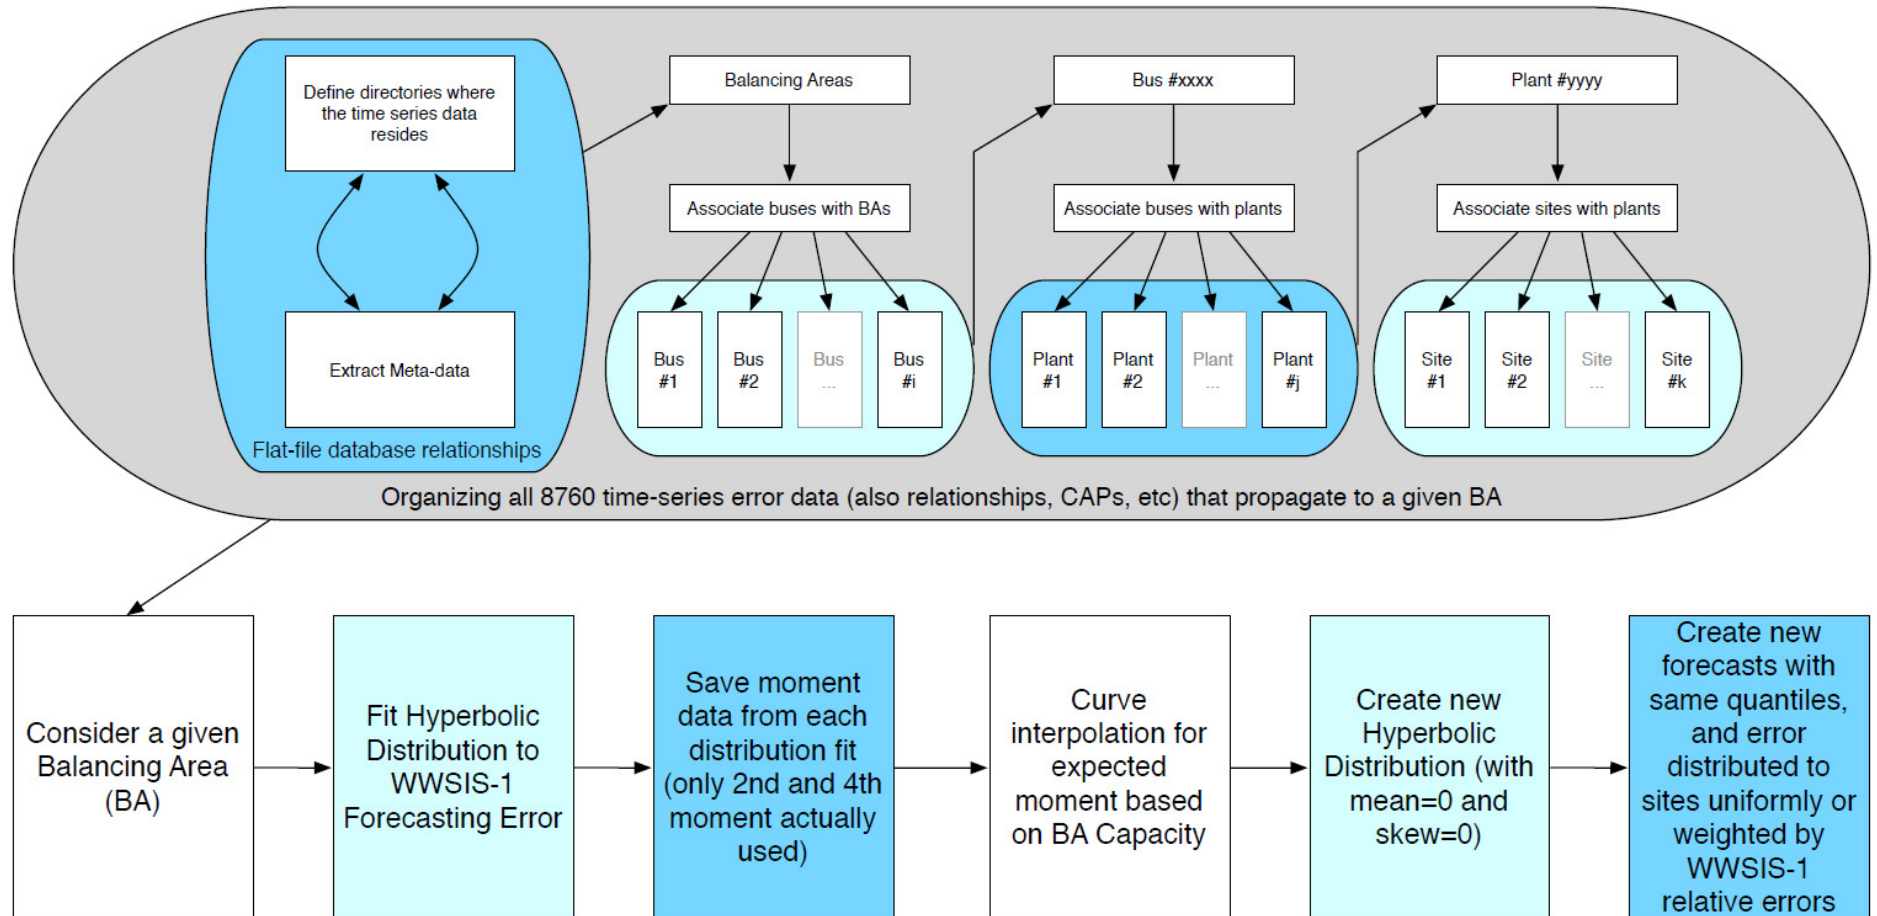 Define directories where
the time series data
resides
Extract Meta-data
Flat-file database relationships
Balancing Areas
Associate buses with BAs
Bus
#1
Bus
#2
Bus
...
Bus
#i
Bus #xxxx
Associate buses with plants
Plant
#1
Plant
#2
Plant
...
Plant
#j
Plant #yyyy
Associate sites with plants
Site
#1
Site
#2
Site
...
Site
#k
Organizing all 8760 time-series error data (also relationships, CAPs, etc) that propagate to a given BA
Consider a given
Balancing Area
(BA)
Fit Hyperbolic
Distribution to
WWSIS-1
Forecasting Error
Save moment
data from each
distribution fit
(only 2nd and 4th
moment actually
used)
Curve
interpolation for
expected
moment based
on BA Capacity
Create new
Hyperbolic
Distribution (with
mean=0 and
skew=0)
Create new
forecasts with
same quantiles,
and error
distributed to
sites uniformly or
weighted by
WWSIS-1
relative errors